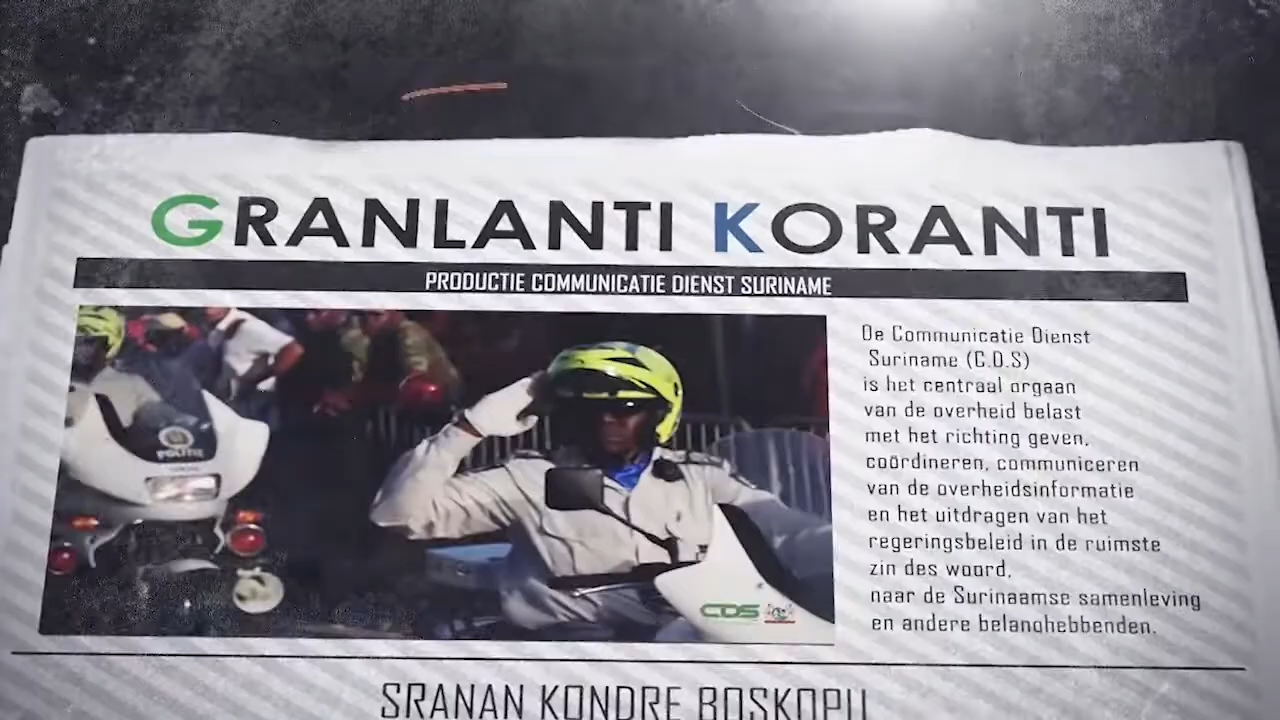 GRANLANTI KORANTI
PRODUCTIE COMMUNICATIE DIENST SURINAME
De Communicatie Dienst
Suriname (C.D.S)
is het centraal orgaan
van de overheid belast
met het richting geven,
coördineren, communiceren
van de overheidsinformatie
en het uitdragen van het
regeringsbeleid in de ruimste
zin des woord,
naar de Surinaamse samenleving
en andere belanghebbenden.
POLITIE
CDS
SRANAN KONDRE BOSKOPU